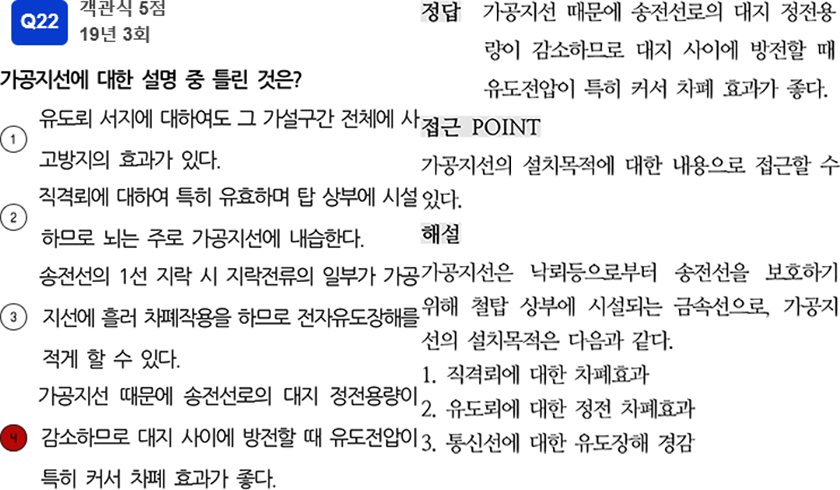 Q22
객관식 5점
19년 3회
가공지선에 대한 설명 중 틀린 것은?
① 유도뢰 서지에 대하여도 그 가설구간 전체에 사
고방지의 효과가 있다.
② 직격뢰에 대하여 특히 유효하며 탑 상부에 시설
하므로 뇌는 주로 가공지선에 내습한다.
③ 송전선의 1선 지락 시 지락전류의 일부가 가공
지선에 흘러 차폐작용을 하므로 전자유도장해를
적게 할 수 있다.
④ 가공지선 때문에 송전선로의 대지 정전용량이
감소하므로 대지 사이에 방전할 때 유도전압이
특히 커서 차폐 효과가 좋다.
정답 가공지선 때문에 송전선로의 대지 정전용
량이 감소하므로 대지 사이에 방전할 때
유도전압이 특히 커서 차폐 효과가 좋다.
접근 POINT
가공지선의 설치목적에 대한 내용으로 접근할 수
있다.
해설
가공지선은 낙뢰등으로부터 송전선을 보호하기
위해 철탑 상부에 시설되는 금속선으로, 가공지
선의 설치목적은 다음과 같다.
1. 직격뢰에 대한 차폐효과
2. 유도뢰에 대한 정전 차폐효과
3. 통신선에 대한 유도장해 경감